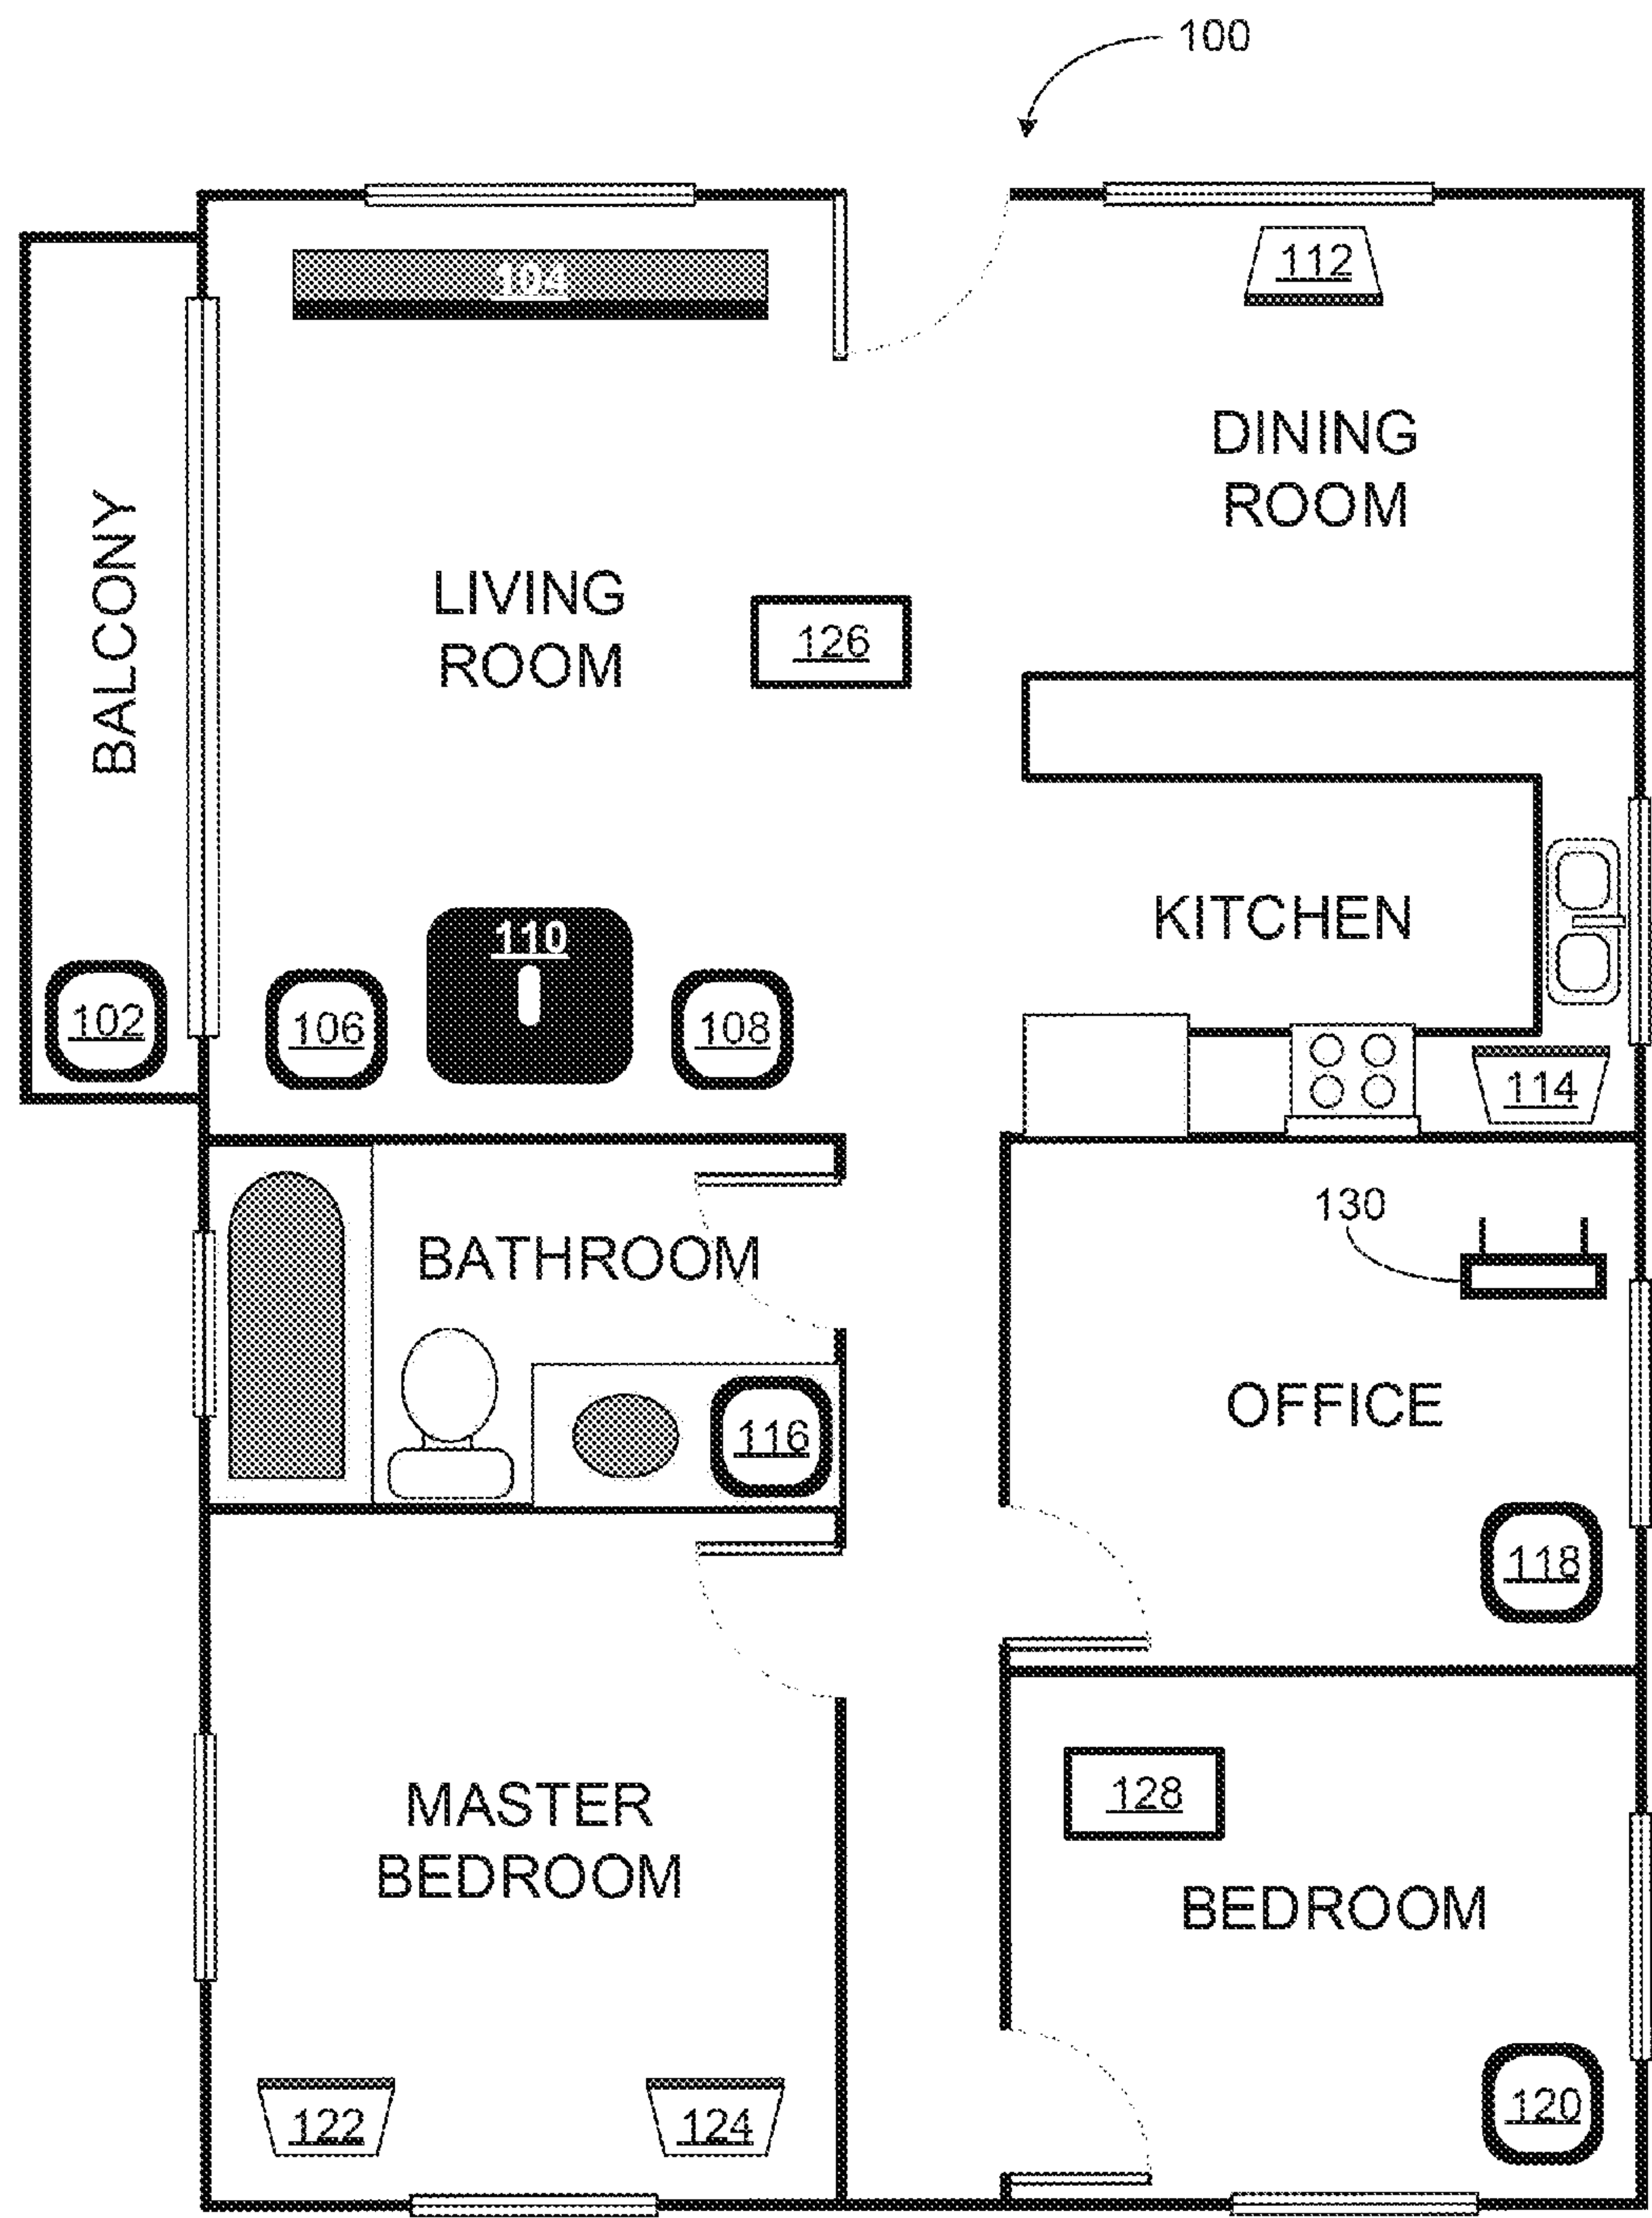 100
104
112
DINING
ROOM
BALCONY
LIVING
ROOM
126
KITCHEN
110
102
106
108
114
130
BATHROOM
OFFICE
116
118
128
MASTER
BEDROOM
BEDROOM
122
124
120